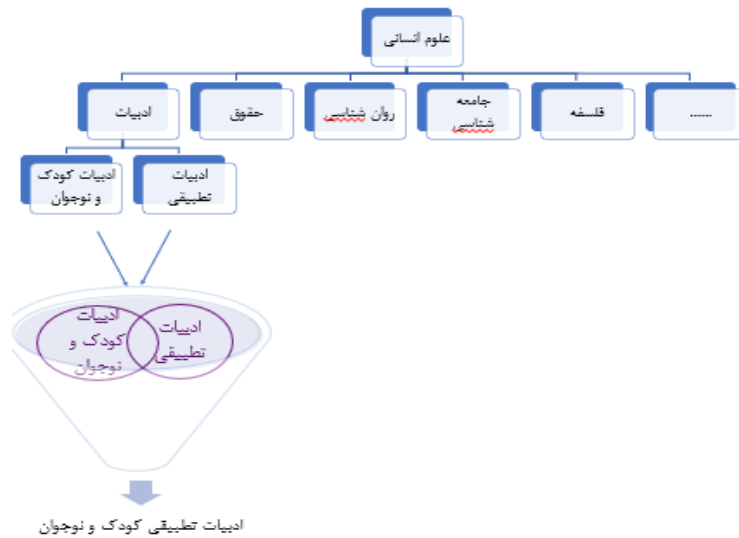 علوم انسانی
ادبیات
حقوق
روان شناسی
جامعه
شناسی
فلسفه
......
ادبیات کودک
و نوجوان
ادبیات
تطبیقی
ادبیات
کودک و
نوجوان
ادبیات
تطبیقی
ادبیات تطبیقی کودک و نوجوان